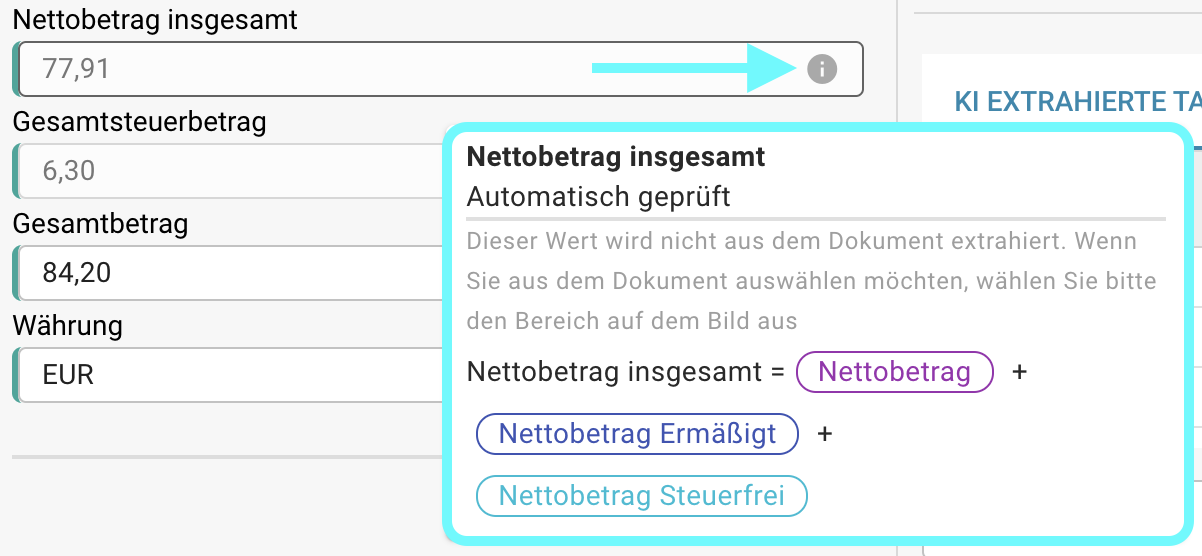 Nettobetrag insgesamt
77,91
Gesamtsteuerbetrag
6,30
Gesamtbetrag
84,20
Währung
EUR
KI EXTRAHIERTE
Nettobetrag insgesamt
Automatisch geprüft
Dieser Wert wird nicht aus dem Dokument extrahiert. Wenn
Sie aus dem Dokument auswählen möchten, wählen Sie bitte
den Bereich auf dem Bild aus
Nettobetrag insgesamt = Nettobetrag +
Nettobetrag Ermäßigt +
Nettobetrag Steuerfrei